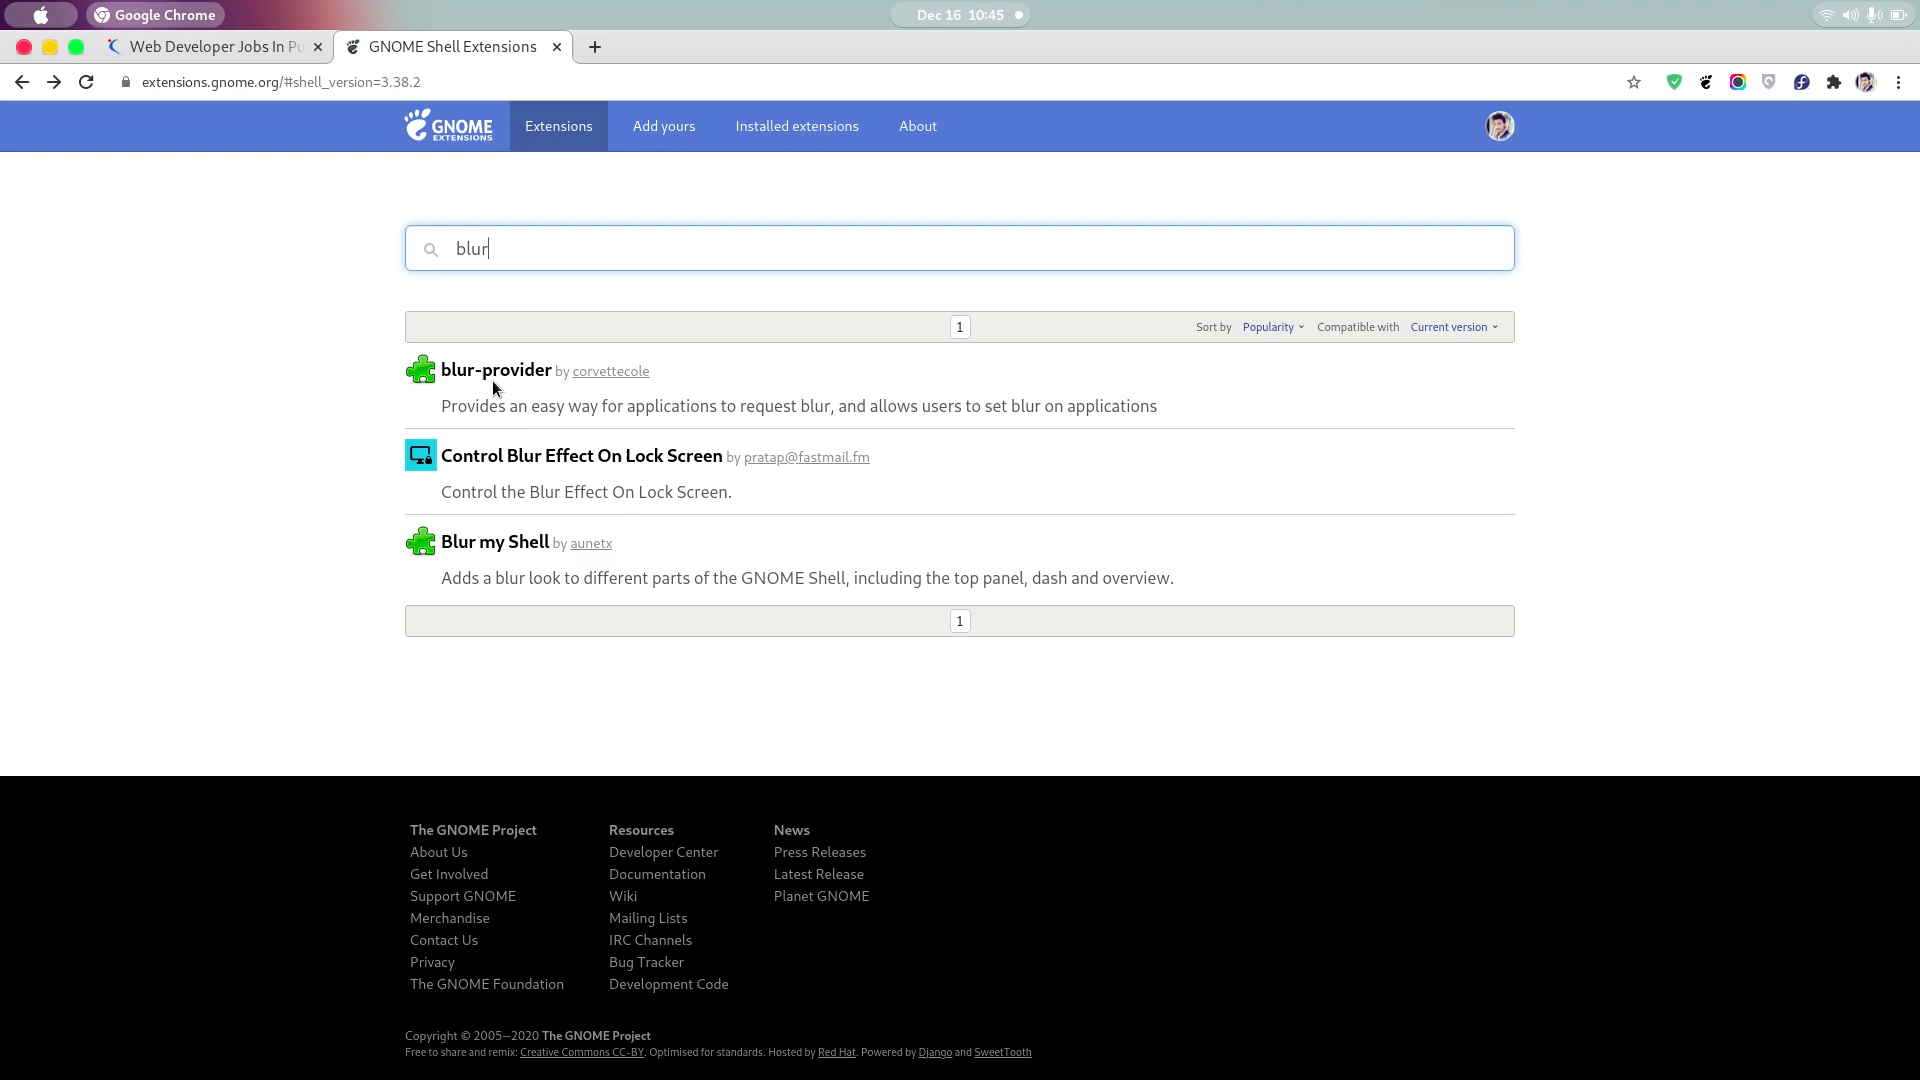 Google Chrome
Dec 16 10:45
Web Developer Jobs In Pu
GNOME Shell Extensions
extensions.gnome.org/#shell_version=3.38.2
GNOME EXTENSIONS
Extensions
Add yours
Installed extensions
About
blur
1
Sort by Popularity
Compatible with Current version
blur-provider by corvettecole
Provides an easy way for applications to request blur, and allows users to set blur on applications
Control Blur Effect On Lock Screen by pratap@fastmail.fm
Control the Blur Effect On Lock Screen.
Blur my Shell by aunetx
Adds a blur look to different parts of the GNOME Shell, including the top panel, dash and overview.
1
The GNOME Project
About Us
Get Involved
Support GNOME
Merchandise
Contact Us
Privacy
The GNOME Foundation
Resources
Developer Center
Documentation
Wiki
Mailing Lists
IRC Channels
Bug Tracker
Development Code
News
Press Releases
Latest Release
Planet GNOME
Copyright © 2005—2020 The GNOME Project
Free to share and remix: Creative Commons CC-BY. Optimised for standards. Hosted by Red Hat. Powered by Django and SweetTooth